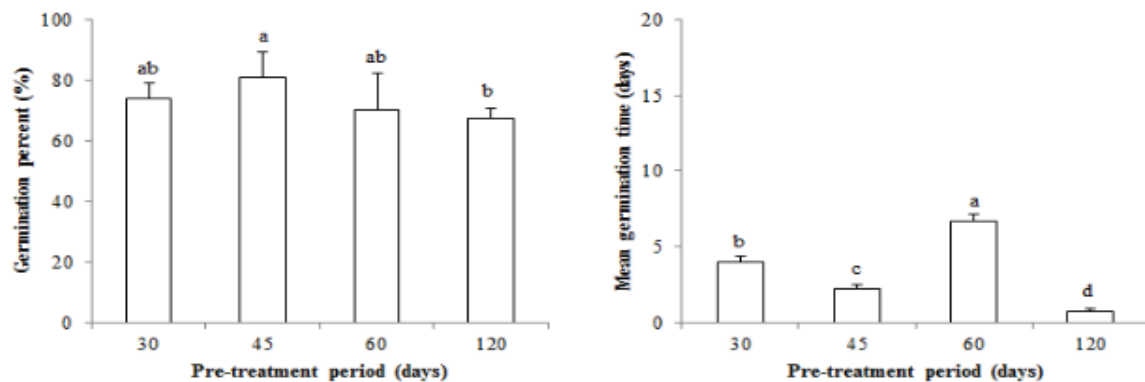 Germination percent (%)
100
80
60
40
20
0
ab
a
ab
b
30 45 60 120
Pre-treatment period (days)
Mean germination time (days)
20
15
10
5
0
b
c
a
d
30 45 60 120
Pre-treatment period (days)